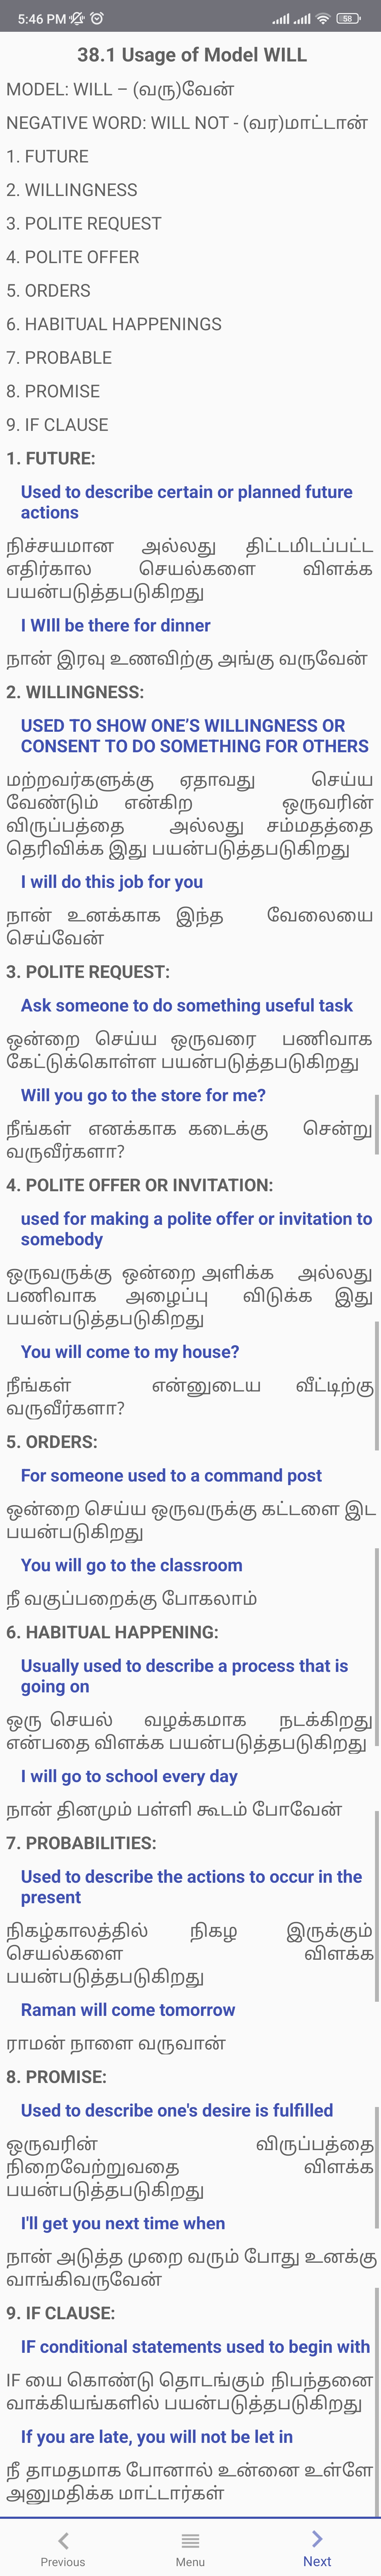 5:46 PM
58
38.1 Usage of Model WILL
MODEL: WILL – (வரு)வேன்
NEGATIVE WORD: WILL NOT - (வர)மாட்டான்
1. FUTURE
2. WILLINGNESS
3. POLITE REQUEST
4. POLITE OFFER
5. ORDERS
6. HABITUAL HAPPENINGS
7. PROBABLE
8. PROMISE
9. IF CLAUSE
1. FUTURE:
Used to describe certain or planned future
actions
நிச்சயமான அல்லது திட்டமிடப்பட்ட
எதிர்கால செயல்களை விளக்க
பயன்படுத்தபடுகிறது
I WIll be there for dinner
நான் இரவு உணவிற்கு அங்கு வருவேன்
2. WILLINGNESS:
USED TO SHOW ONE’S WILLINGNESS OR
CONSENT TO DO SOMETHING FOR OTHERS
மற்றவர்களுக்கு ஏதாவது செய்ய
வேண்டும் என்கிற ஒருவரின்
விருப்பத்தை அல்லது சம்மதத்தை
தெரிவிக்க இது பயன்படுத்தபடுகிறது
I will do this job for you
நான் உனக்காக இந்த வேலையை
செய்வேன்
3. POLITE REQUEST:
Ask someone to do something useful task
ஒன்றை செய்ய ஒருவரை பணிவாக
கேட்டுக்கொள்ள பயன்படுத்தபடுகிறது
Will you go to the store for me?
நீங்கள் எனக்காக கடைக்கு சென்று
வருவீர்களா?
4. POLITE OFFER OR INVITATION:
used for making a polite offer or invitation to
somebody
ஒருவருக்கு ஒன்றை அளிக்க அல்லது
பணிவாக அழைப்பு விடுக்க இது
பயன்படுத்தபடுகிறது
You will come to my house?
நீங்கள் என்னுடைய வீட்டிற்கு
வருவீர்களா?
5. ORDERS:
For someone used to a command post
ஒன்றை செய்ய ஒருவருக்கு கட்டளை இட
பயன்படுகிறது
You will go to the classroom
நீ வகுப்பறைக்கு போகலாம்
6. HABITUAL HAPPENING:
Usually used to describe a process that is
going on
ஒரு செயல் வழக்கமாக நடக்கிறது
என்பதை விளக்க பயன்படுத்தபடுகிறது
I will go to school every day
நான் தினமும் பள்ளி கூடம் போவேன்
7. PROBABILITIES:
Used to describe the actions to occur in the
present
நிகழ்காலத்தில் நிகழ இருக்கும்
செயல்களை விளக்க
பயன்படுத்தபடுகிறது
Raman will come tomorrow
ராமன் நாளை வருவான்
8. PROMISE:
Used to describe one's desire is fulfilled
ஒருவரின் விருப்பத்தை
நிறைவேற்றுவதை விளக்க
பயன்படுத்தபடுகிறது
I'll get you next time when
நான் அடுத்த முறை வரும் போது உனக்கு
வாங்கிவருவேன்
9. IF CLAUSE:
IF conditional statements used to begin with
IF யை கொண்டு தொடங்கும் நிபந்தனை
வாக்கியங்களில் பயன்படுத்தபடுகிறது
If you are late, you will not be let in
நீ தாமதமாக போனால் உன்னை உள்ளே
அனுமதிக்க மாட்டார்கள்
Previous
Menu
Next